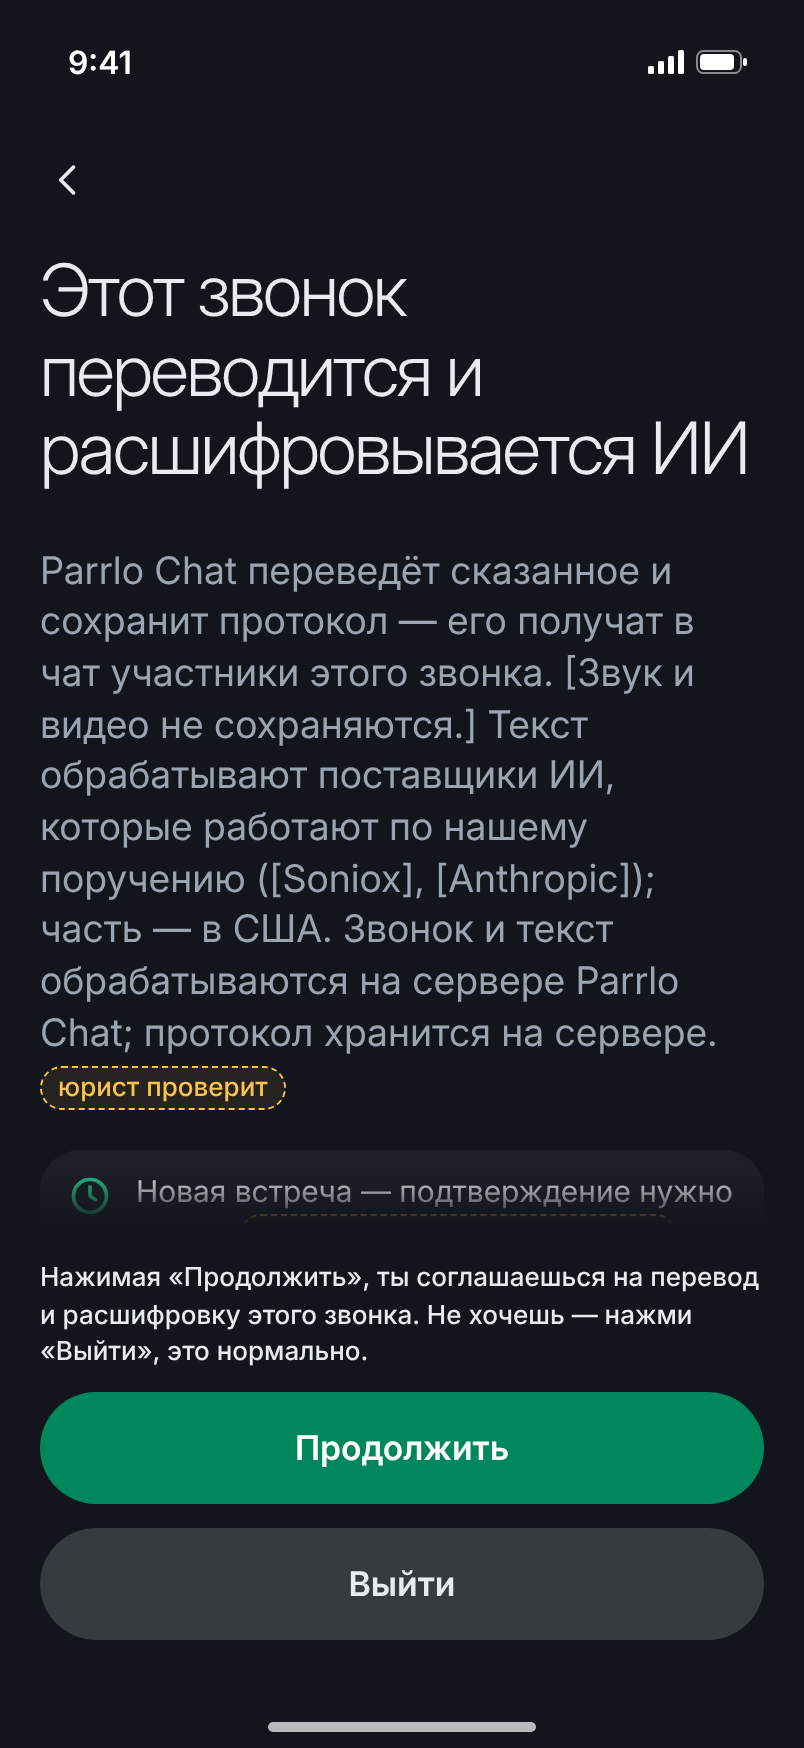 9:41
Этот звонок
переводится и
расшифровывается ИИ
Parrlo Chat переведёт сказанное и
сохранит протокол — его получат в
чат участники этого звонка. [Звук и
видео не сохраняются.] Текст
обрабатывают поставщики ИИ,
которые работают по нашему
поручению ([Soniox], [Anthropic]);
часть — в США. Звонок и текст
обрабатываются на сервере Parrlo
Chat; протокол хранится на сервере.
юрист проверит
Новая встреча — подтверждение нужно
Нажимая «Продолжить», ты соглашаешься на перевод
и расшифровку этого звонка. Не хочешь — нажми
«Выйти», это нормально.
Продолжить
Выйти